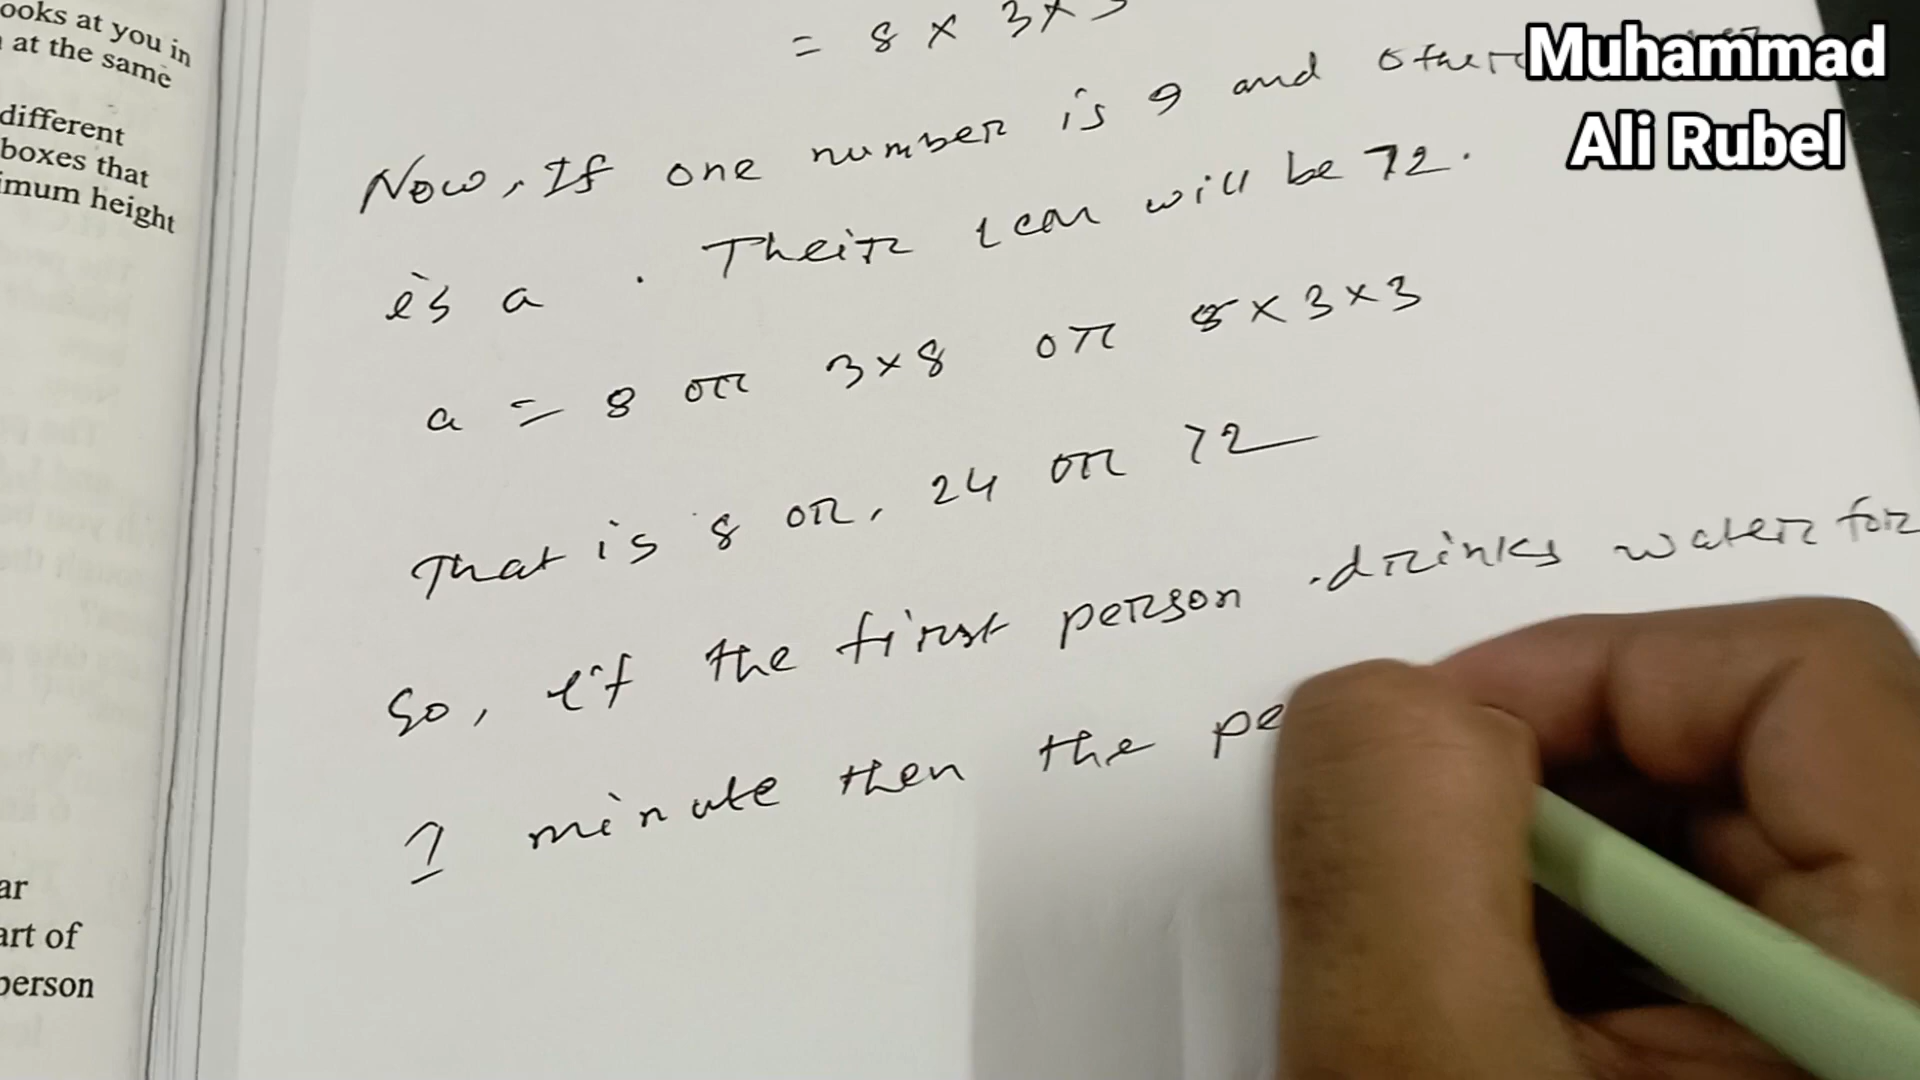 ooks at you in
at the same
different
boxes that
imum height
ar
art of
person
= 8 × 3 ×
Now, If one number is 9 and other
is a . Their lcm will be 72.
a = 8 or 3×8 or 8×3×3
That is 8 or, 24 or 72
So, if the first person drinks water for
1 minute then the pe
Muhammad
Ali Rubel